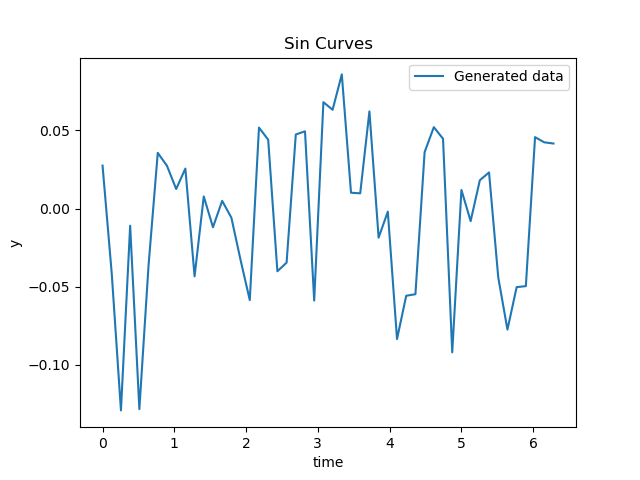 Sin Curves
Generated data
y
0.05
0.00
−0.05
−0.10
0 1 2 3 4 5 6
time